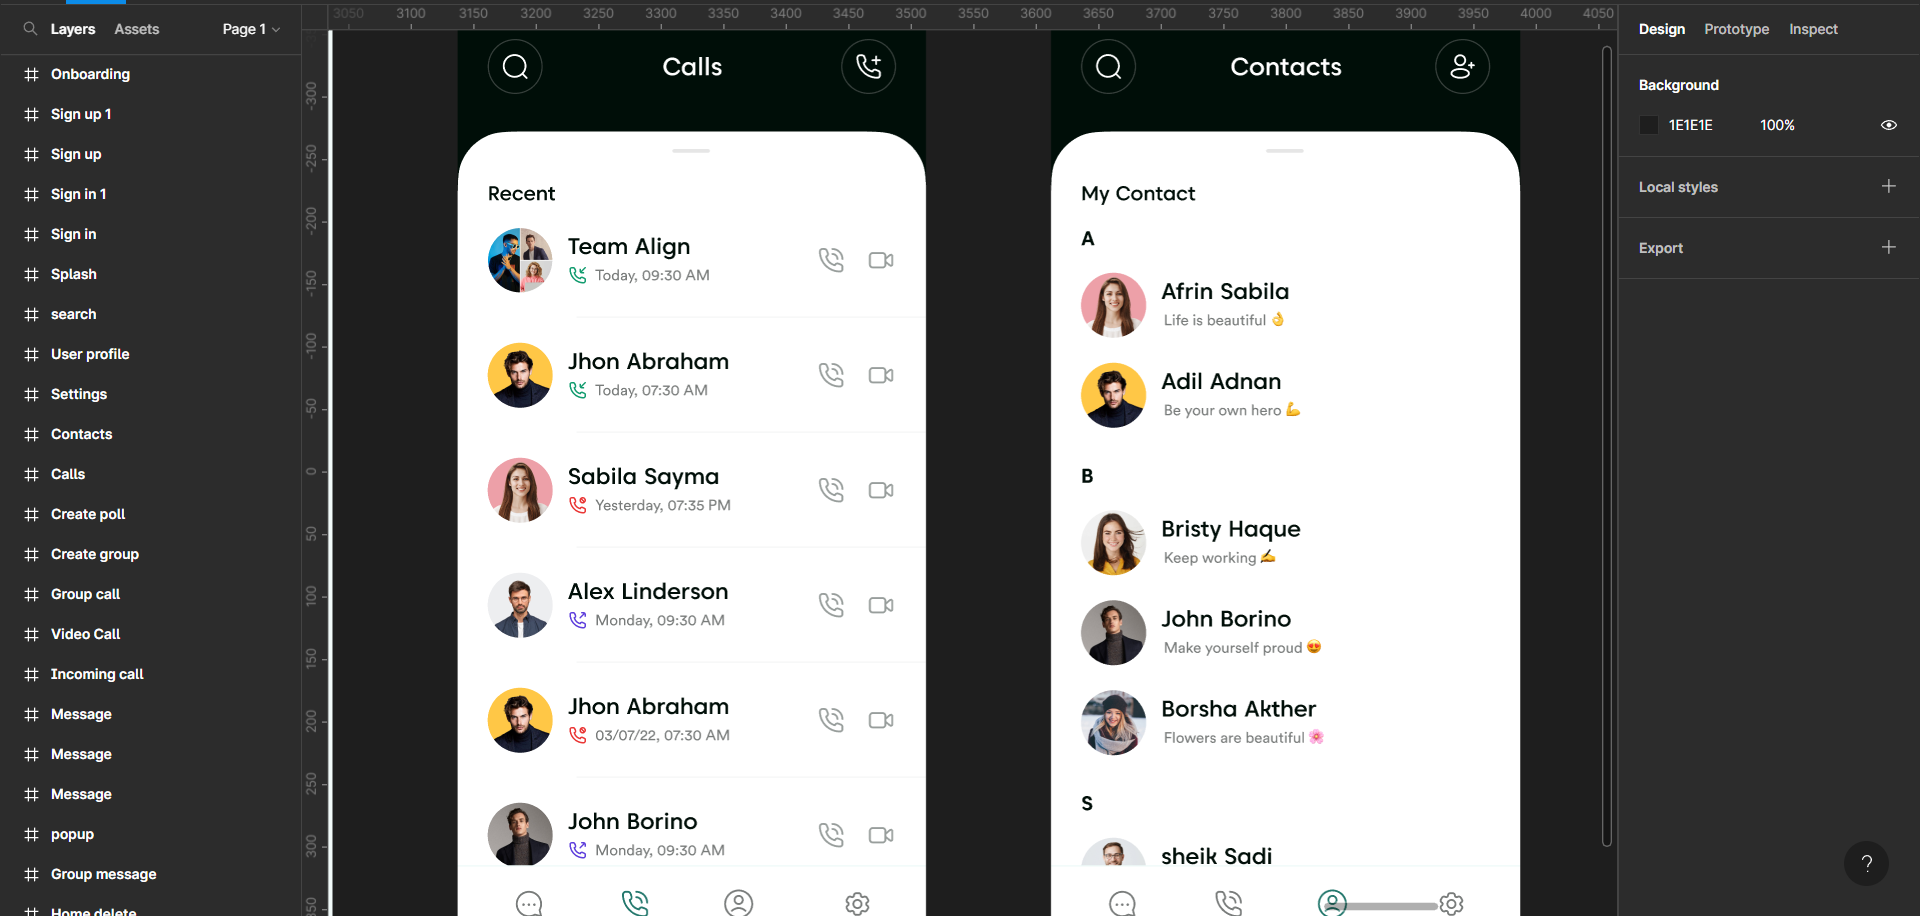 Layers
Assets
Page 1
Onboarding
Sign up 1
Sign up
Sign in 1
Sign in
Splash
search
User profile
Settings
Contacts
Calls
Create poll
Create group
Group call
Video Call
Incoming call
Message
Message
Message
popup
Group message
Home delete
3050 3100 3150 3200 3250 3300 3350 3400 3450 3500 3550 3600 3650 3700 3750 3800 3850 3900 3950 4000 4050
-300
-250
-200
-150
-100
-50
0
50
100
150
200
250
300
350
Calls
Recent
Team Align
Today, 09:30 AM
Jhon Abraham
Today, 07:30 AM
Sabila Sayma
Yesterday, 07:35 PM
Alex Linderson
Monday, 09:30 AM
Jhon Abraham
03/07/22, 07:30 AM
John Borino
Monday, 09:30 AM
Contacts
My Contact
A
Afrin Sabila
Life is beautiful 👌
Adil Adnan
Be your own hero 💪
B
Bristy Haque
Keep working ✍️
John Borino
Make yourself proud 😍
Borsha Akther
Flowers are beautiful 🌸
S
sheik Sadi
Design
Prototype
Inspect
Background
1E1E1E 100%
Local styles
Export
?